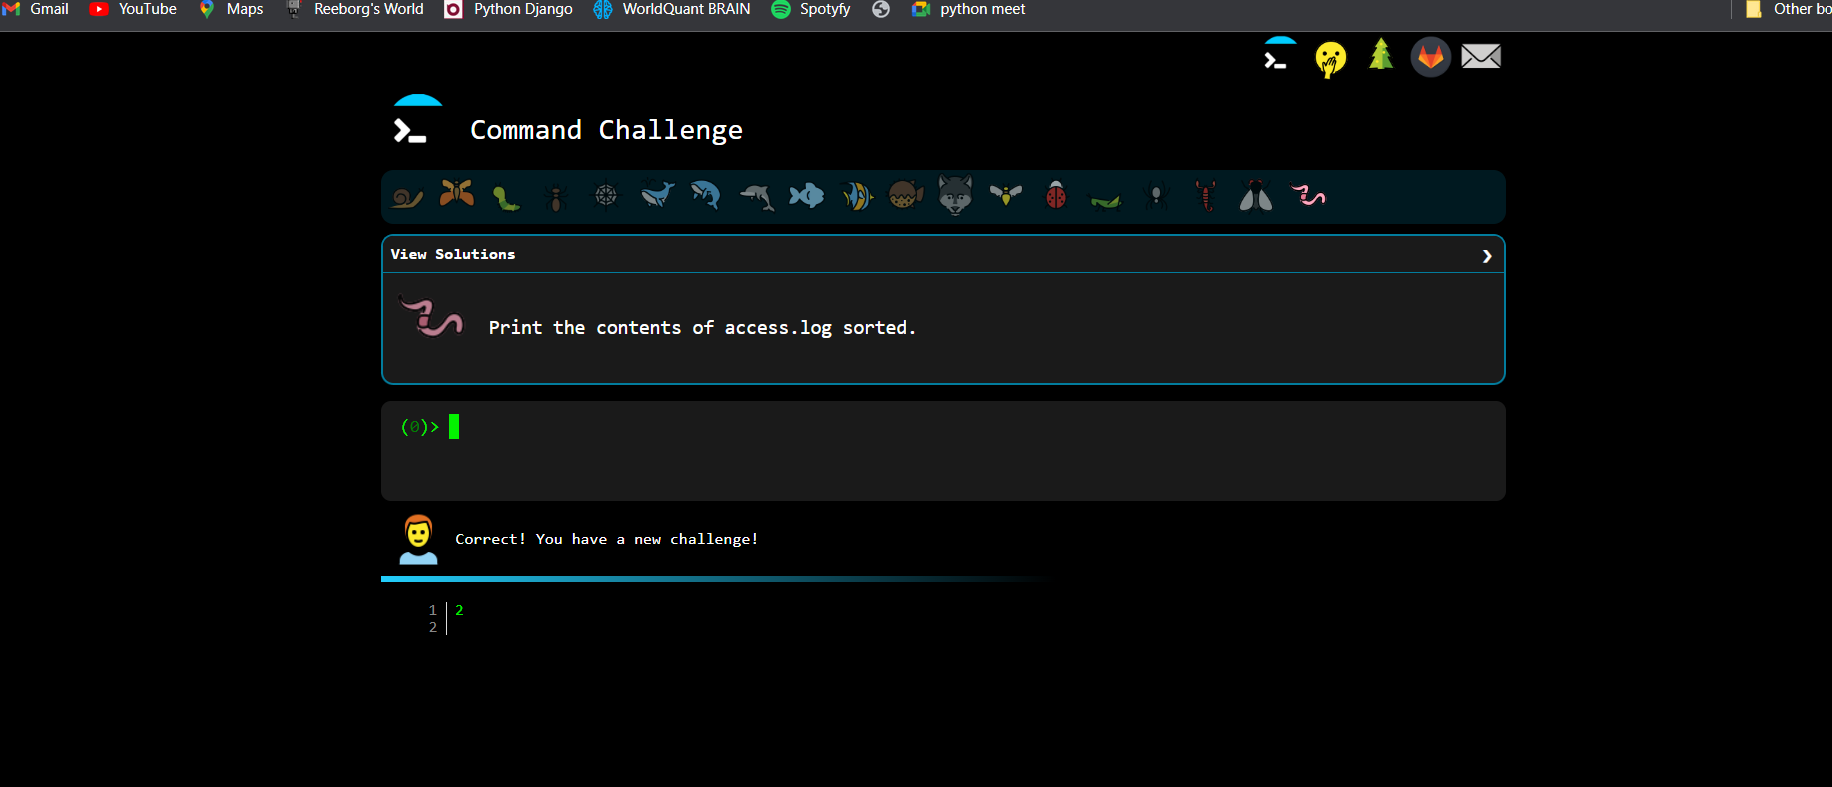 Gmail YouTube Maps Reeborg's World Python Django WorldQuant BRAIN Spotyfy python meet Other bo
Command Challenge
View Solutions
Print the contents of access.log sorted.
(0)>
Correct! You have a new challenge!
1 2
2